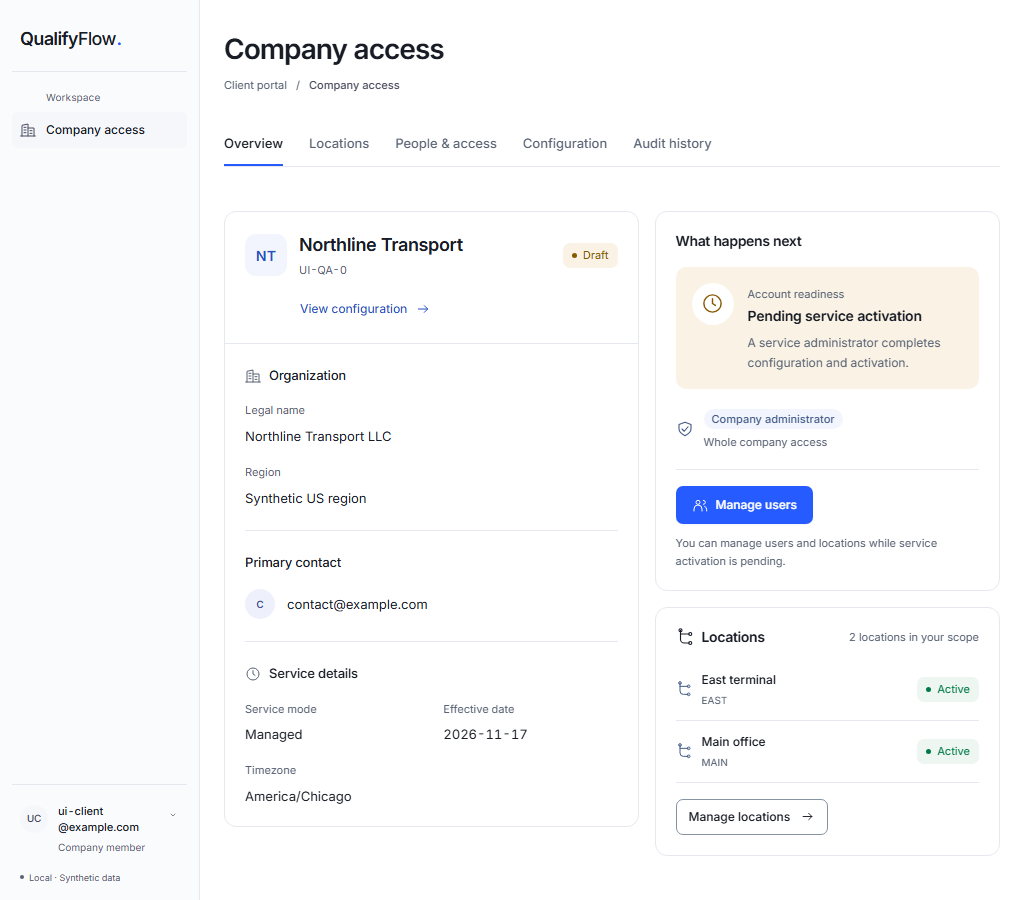 QualifyFlow.
Workspace
Company access
ui-client
@example.com
UC
Company member
Local · Synthetic data
Company access
Client portal / Company access
Overview Locations People & access Configuration Audit history
NT
Northline Transport
UI-QA-0
Draft
View configuration →
Organization
Legal name
Northline Transport LLC
Region
Synthetic US region
Primary contact
C
contact@example.com
Service details
Service mode
Managed
Effective date
2026-11-17
Timezone
America/Chicago
What happens next
Account readiness
Pending service activation
A service administrator completes
configuration and activation.
Company administrator
Whole company access
Manage users
You can manage users and locations while service
activation is pending.
Locations
2 locations in your scope
East terminal
EAST
Active
Main office
MAIN
Active
Manage locations →